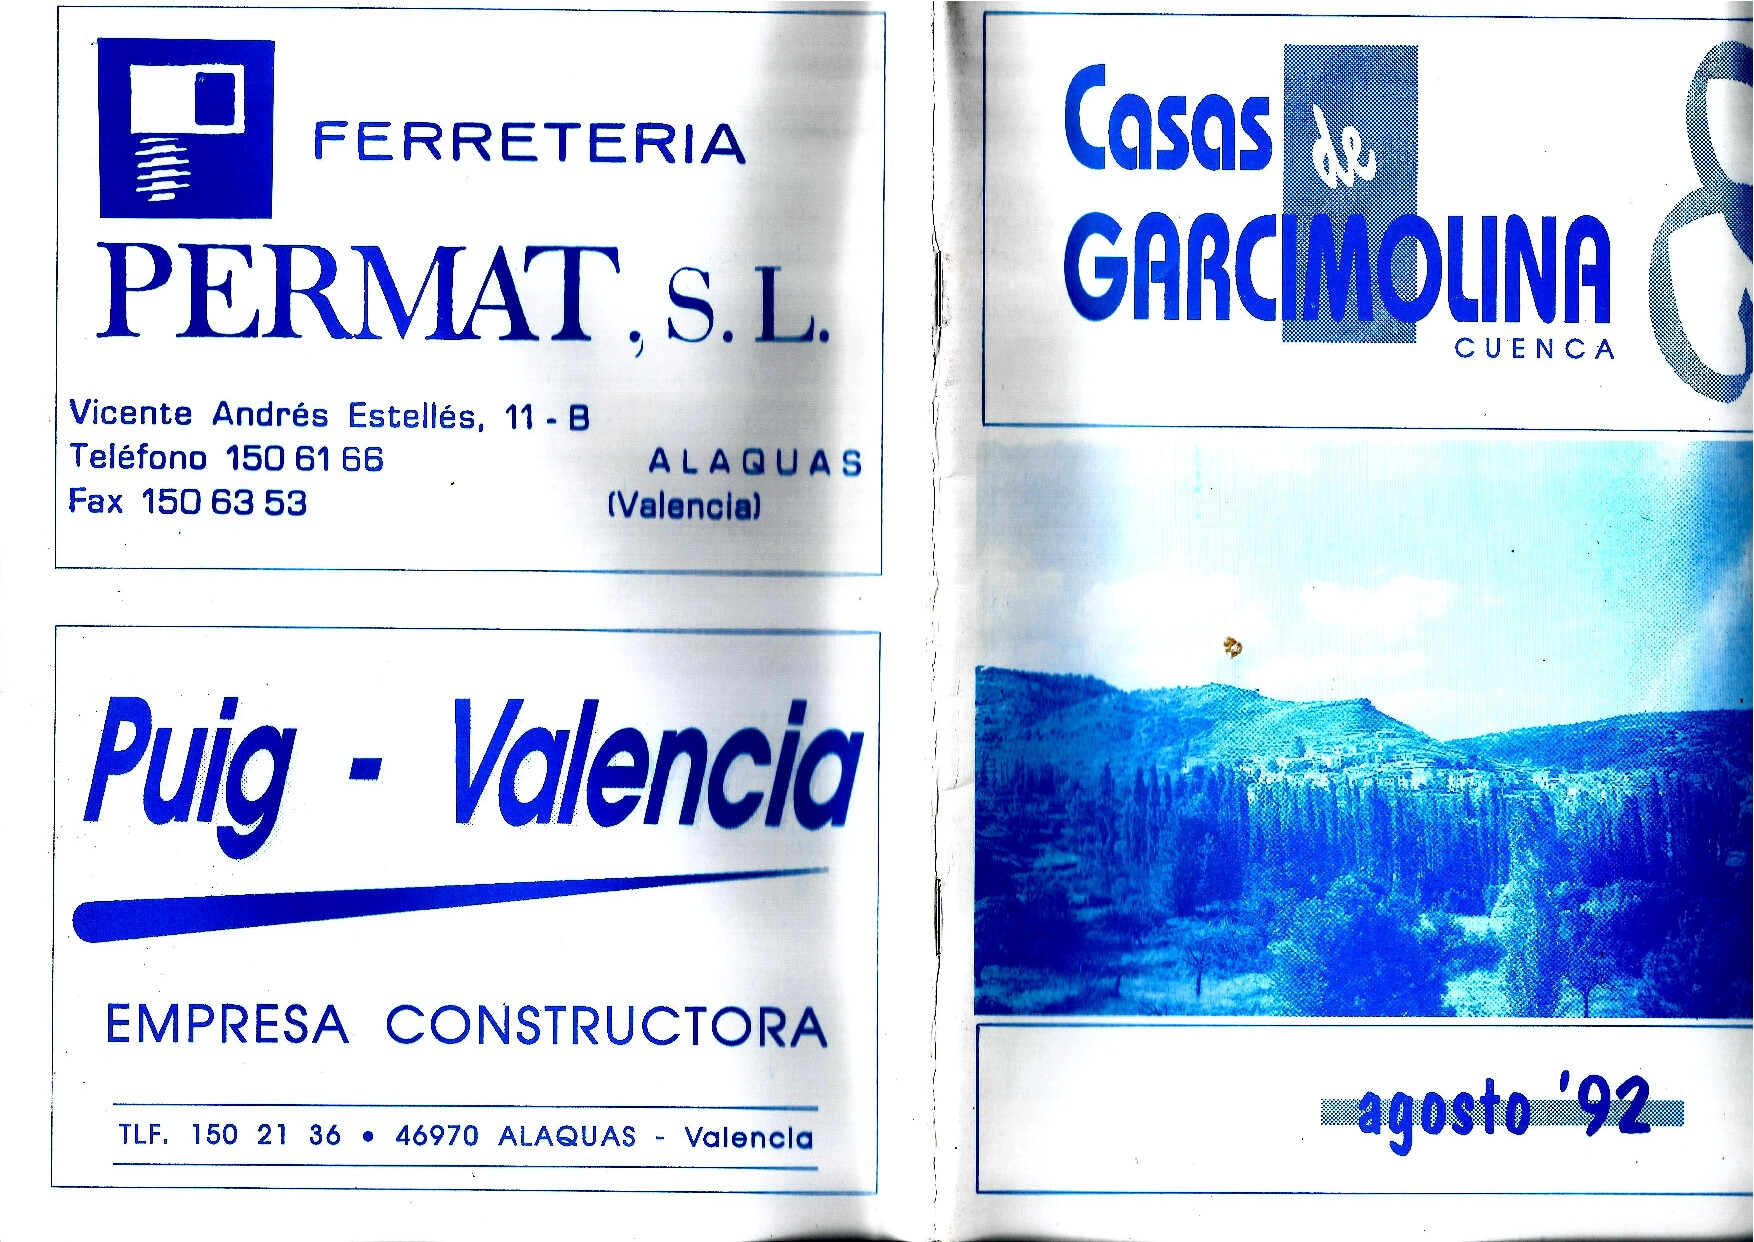 FERRETERIA
PERMAT, S.L.
Vicente Andrés Estellés, 11 - B
Teléfono 150 61 66
ALAQUAS
Fax 150 63 53
(Valencia)
Puig - Valencia
EMPRESA CONSTRUCTORA
TLF. 150 21 36 • 46970 ALAQUAS - Valencia
Casas de
GARCIMOLINA
CUENCA
8
agosto '92